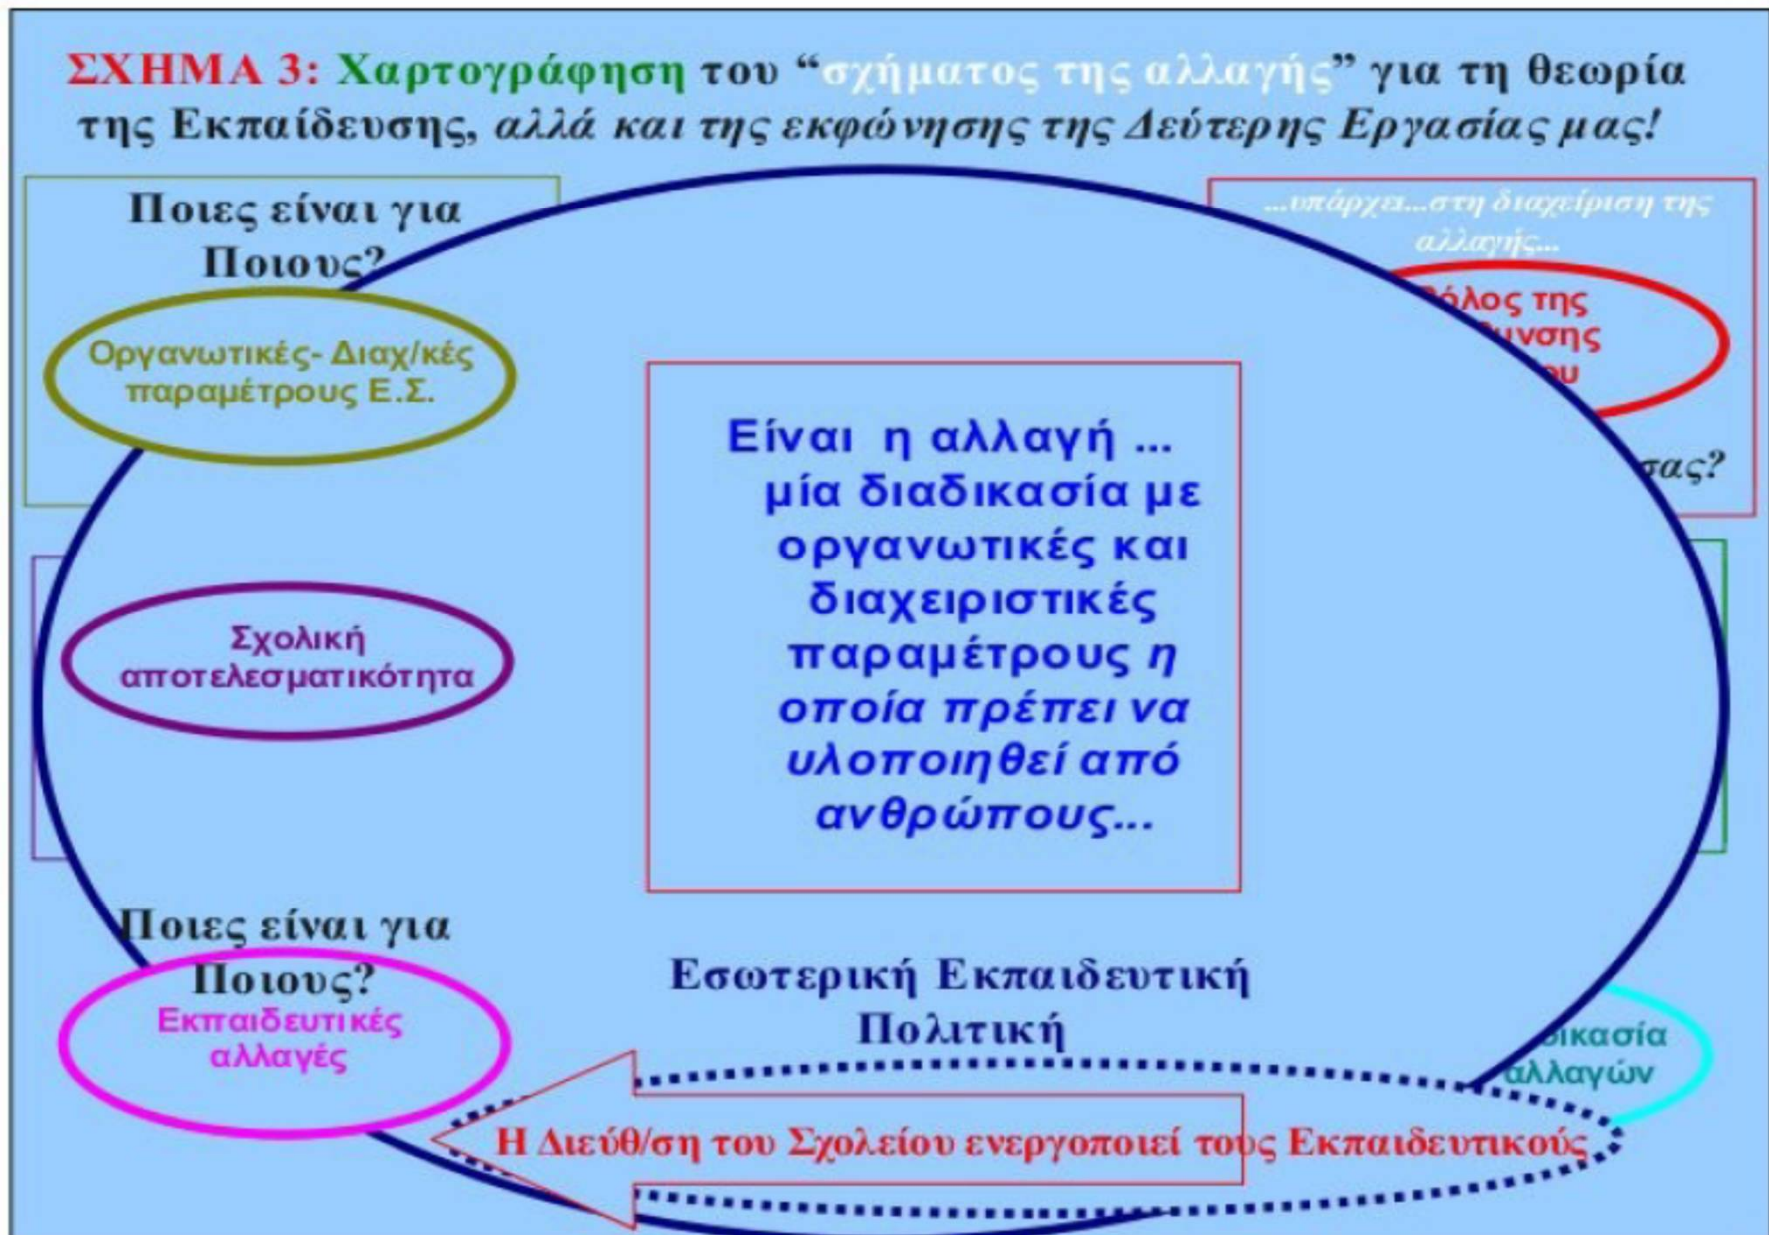 ΣΧΗΜΑ 3: Χαρτογράφηση του “σχήματος της αλλαγής” για τη θεωρία
της Εκπαίδευσης, αλλά και της εκφώνησης της Δεύτερης Εργασίας μας!
Ποιες είναι για
Ποιους?
Οργανωτικές- Διαχ/κές
παραμέτρους Ε.Σ.
...υπάρχει...στη διαχείριση της
αλλαγής...
της
σας?
Είναι η αλλαγή ...
μία διαδικασία με
οργανωτικές και
διαχειριστικές
παραμέτρους η
οποία πρέπει να
υλοποιηθεί από
ανθρώπους...
Σχολική
αποτελεσματικότητα
Ποιες είναι για
Ποιους?
Εκπαιδευτικές
αλλαγές
Εσωτερική Εκπαιδευτική
Πολιτική
αλλαγών
Η Διεύθ/ση του Σχολείου ενεργοποιεί τους Εκπαιδευτικούς